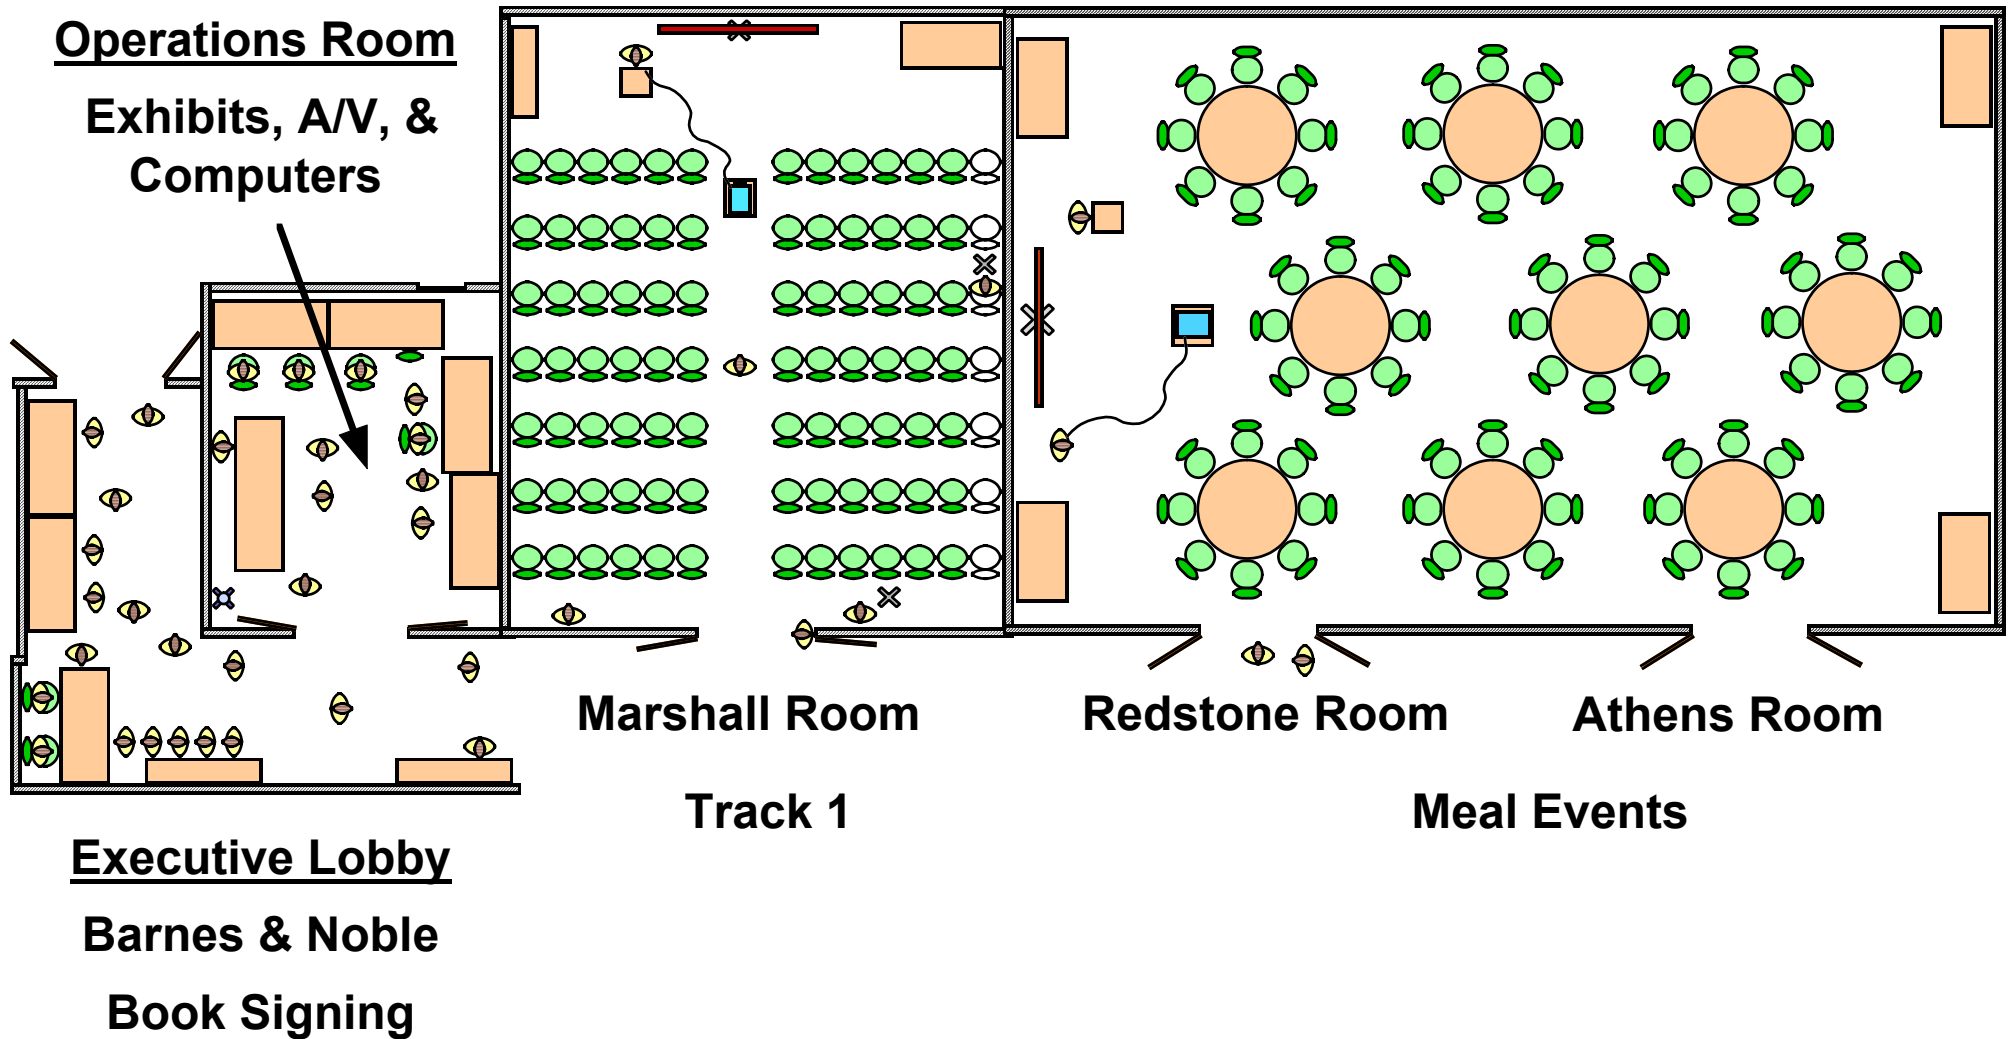 Operations Room
Exhibits, A/V, &
Computers
Marshall Room
Redstone Room
Athens Room
Track 1
Meal Events
Executive Lobby
Barnes & Noble
Book Signing